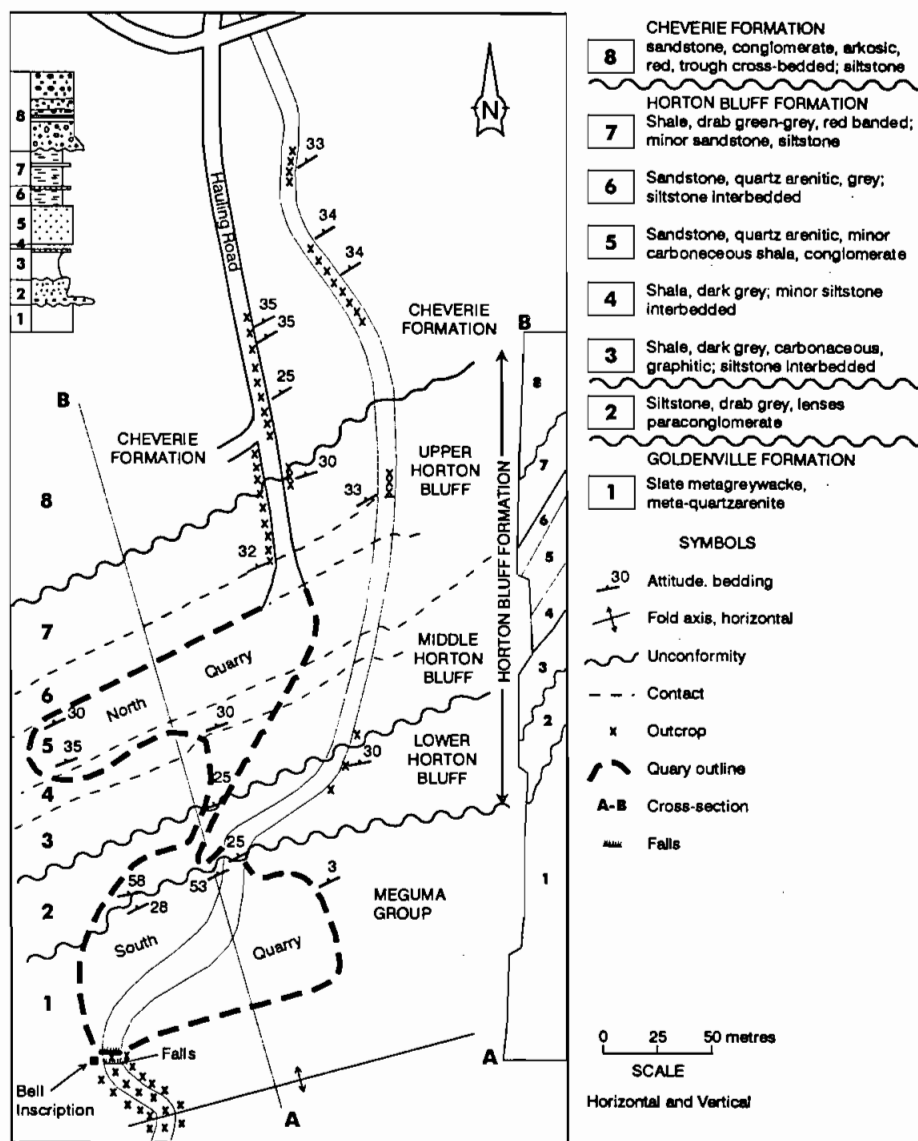 N
8
7
6
5
4
3
2
1
Hauling Road
33
34
34
35
35
25
CHEVERIE
FORMATION
B
B
CHEVERIE
FORMATION
UPPER
HORTON
BLUFF
30
33
32
HORTON BLUFF FORMATION
8
7
6
5
4
3
2
1
MIDDLE
HORTON
BLUFF
North Quarry
30
35
30
LOWER
HORTON
BLUFF
30
25
25
58
53
28
3
MEGUMA
GROUP
South Quarry
Falls
Bell
Inscription
A
A
8
7
6
5
4
3
2
1
CHEVERIE FORMATION
8 sandstone, conglomerate, arkosic,
red, trough cross-bedded; siltstone
HORTON BLUFF FORMATION
7 Shale, drab green-grey, red banded;
minor sandstone, siltstone
6 Sandstone, quartz arenitic, grey;
siltstone interbedded
5 Sandstone, quartz arenitic, minor
carbonaceous shala, conglomerate
4 Shale, dark grey; minor siltstone
interbedded
3 Shale, dark grey, carbonaceous,
graphitic; siltstone Interbedded
2 Siltstone, drab grey, lenses
paraconglomerate
GOLDENVILLE FORMATION
1 Slate metagreywacke,
meta-quartzarenite
SYMBOLS
30 Attitude. bedding
Fold axis, horizontal
Unconformity
Contact
x Outcrop
Quary outline
A-B Cross-section
Falls
0 25 50 metres
SCALE
Horizontal and Vertical